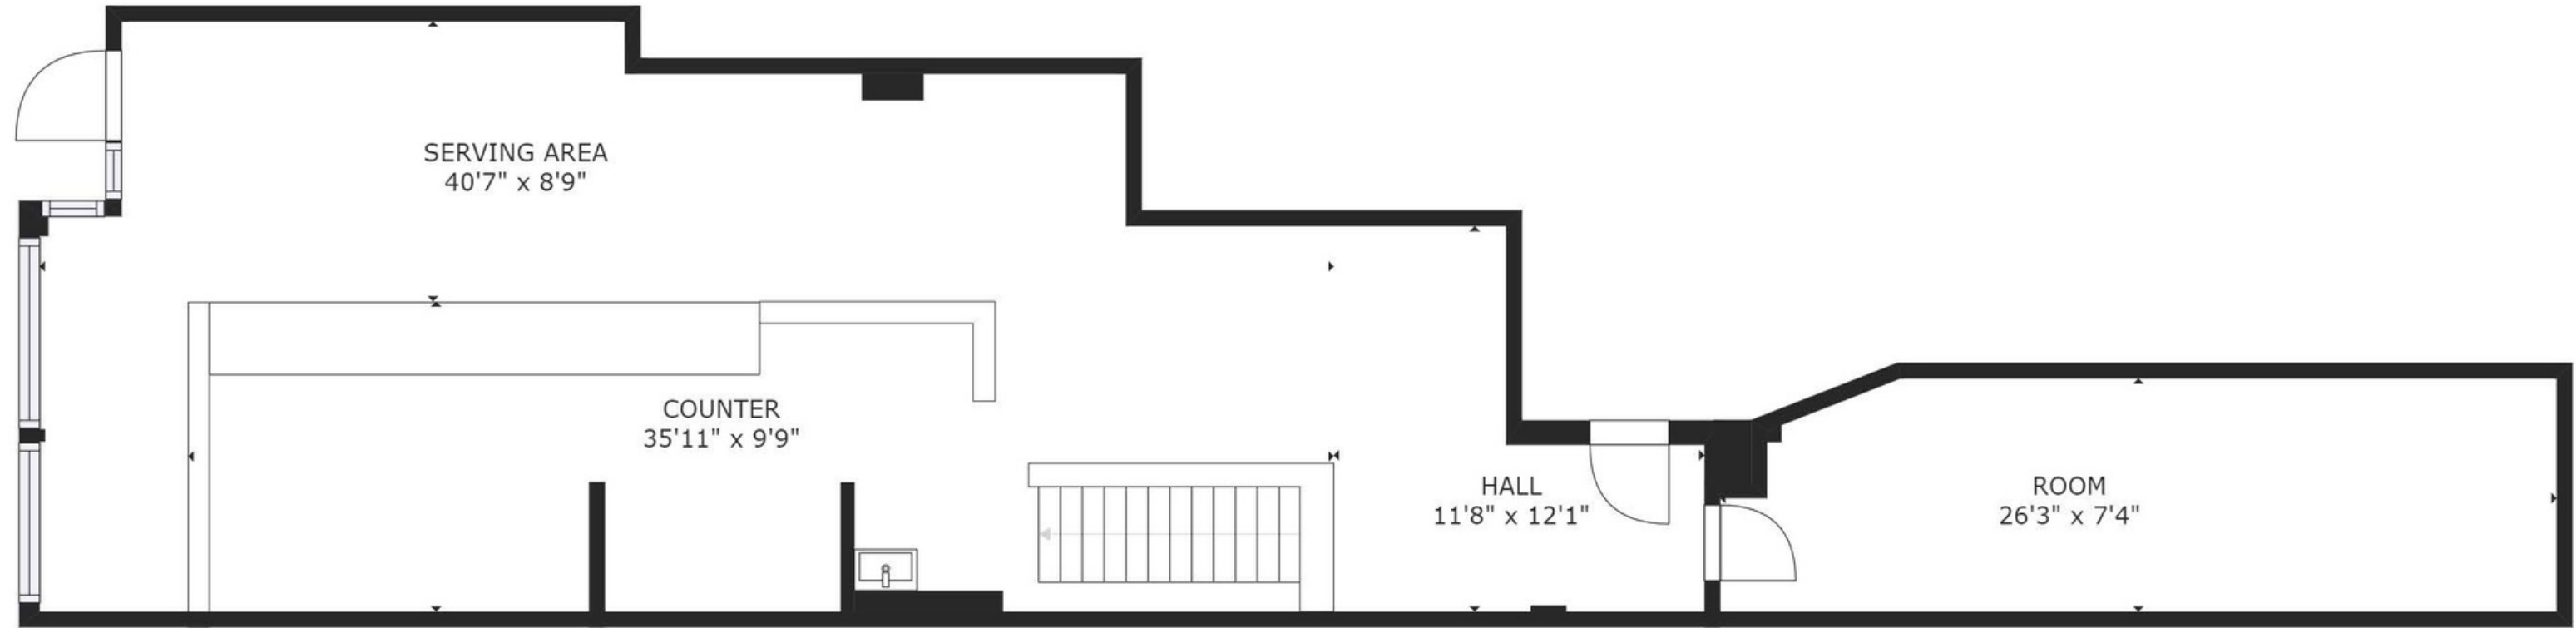 SERVING AREA
40'7" x 8'9"
COUNTER
35'11" x 9'9"
HALL
11'8" x 12'1"
ROOM
26'3" x 7'4"